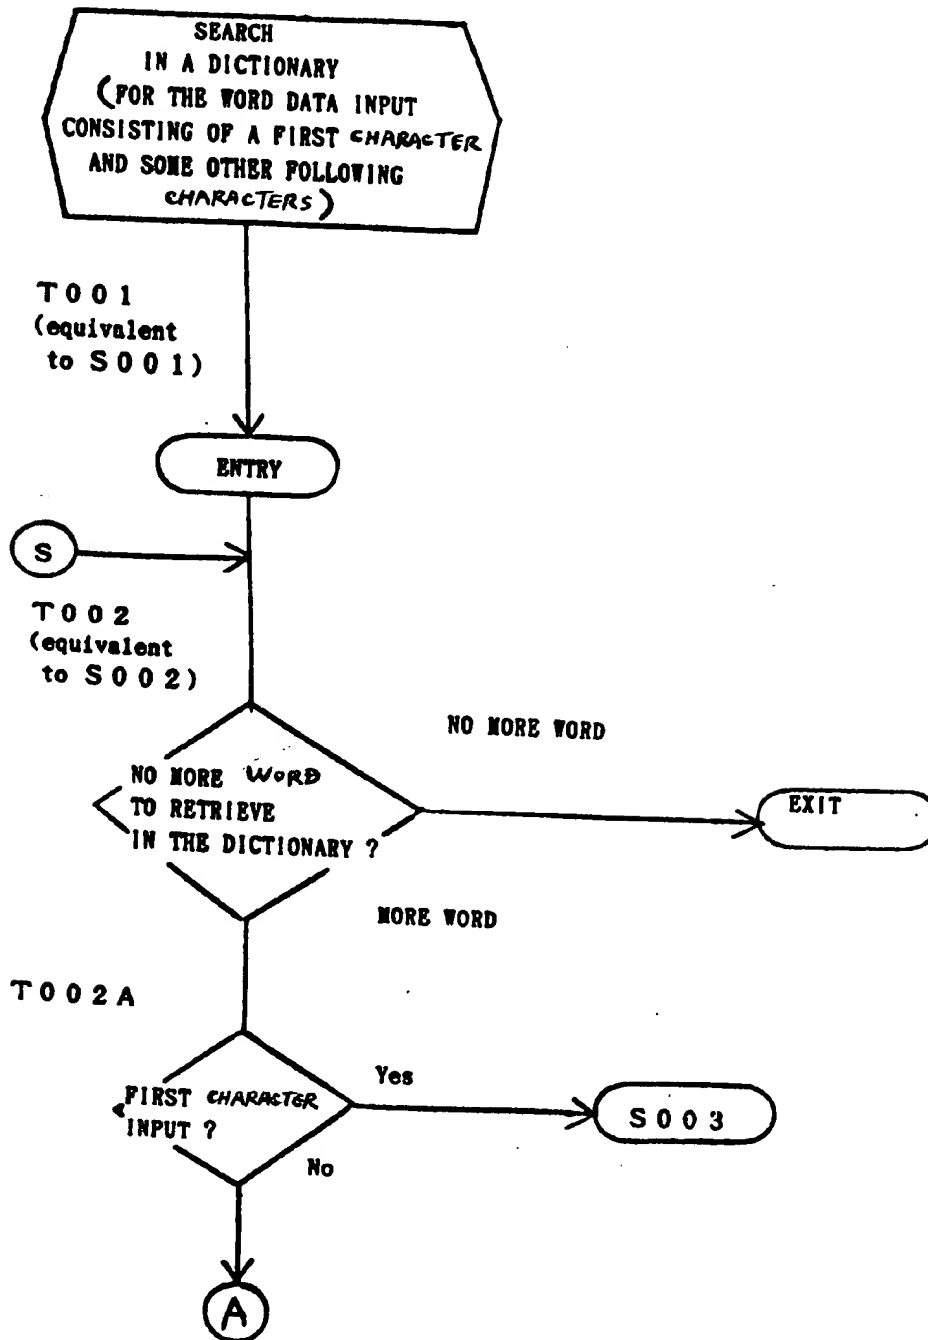 SEARCH
IN A DICTIONARY
(FOR THE WORD DATA INPUT
CONSISTING OF A FIRST CHARACTER
AND SOME OTHER FOLLOWING
CHARACTERS)
T001
(equivalent
to S001)
ENTRY
S
T002
(equivalent
to S002)
NO MORE WORD
NO MORE WORD
TO RETRIEVE
IN THE DICTIONARY ?
EXIT
MORE WORD
T002A
Yes
FIRST CHARACTER
INPUT ?
S003
No
A